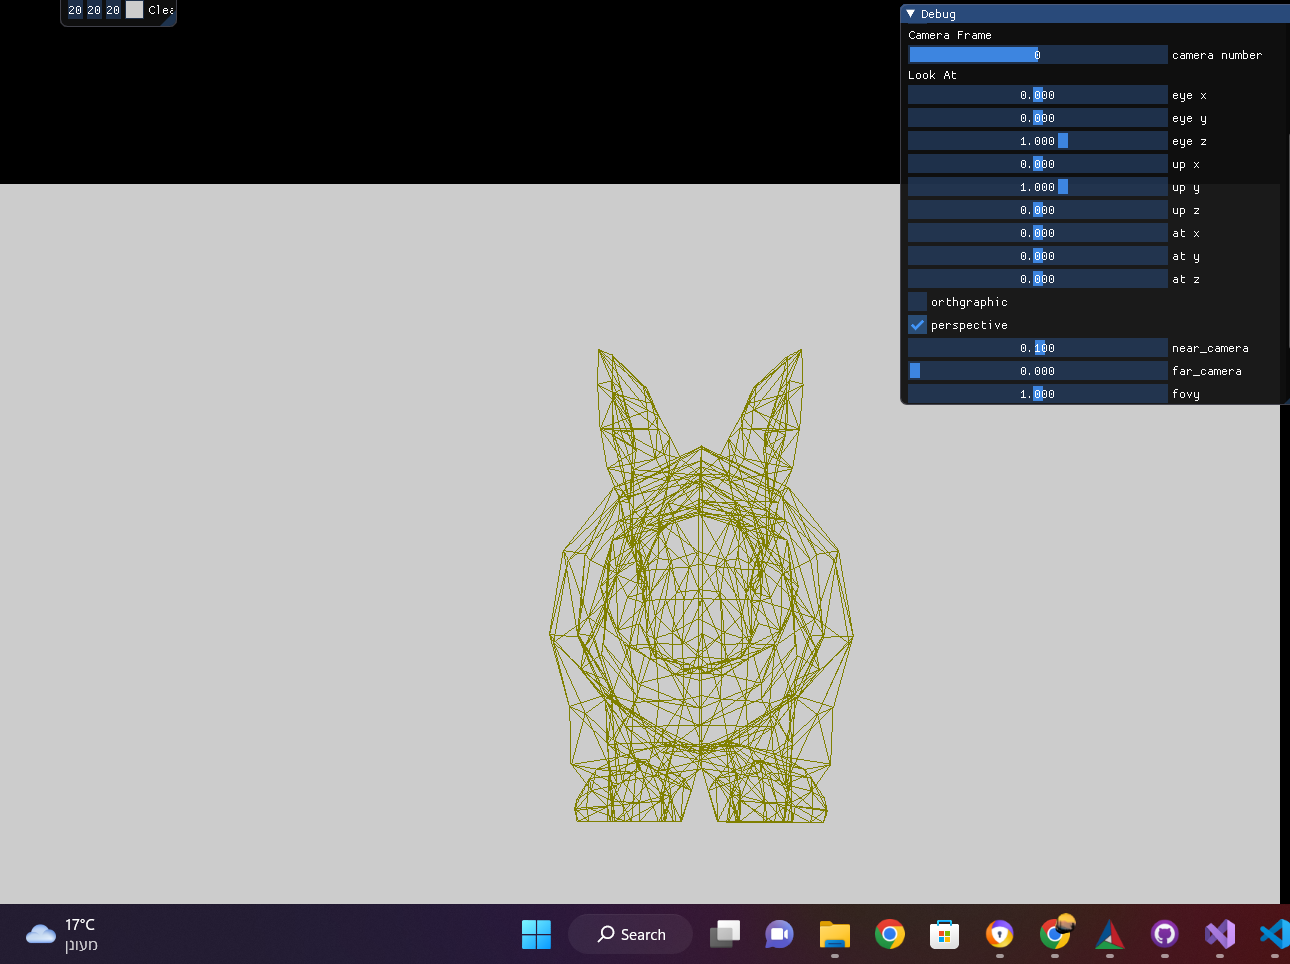 20 20 20
Debug
Camera Frame
0 camera number
Look At
0.000 eye x
0.000 eye y
1.000 eye z
0.000 up x
1.000 up y
0.000 up z
0.000 at x
0.000 at y
0.000 at z
orthgraphic
perspective
0.100 near_camera
0.000 far_camera
1.000 fovy
17°C
מעונן
Search